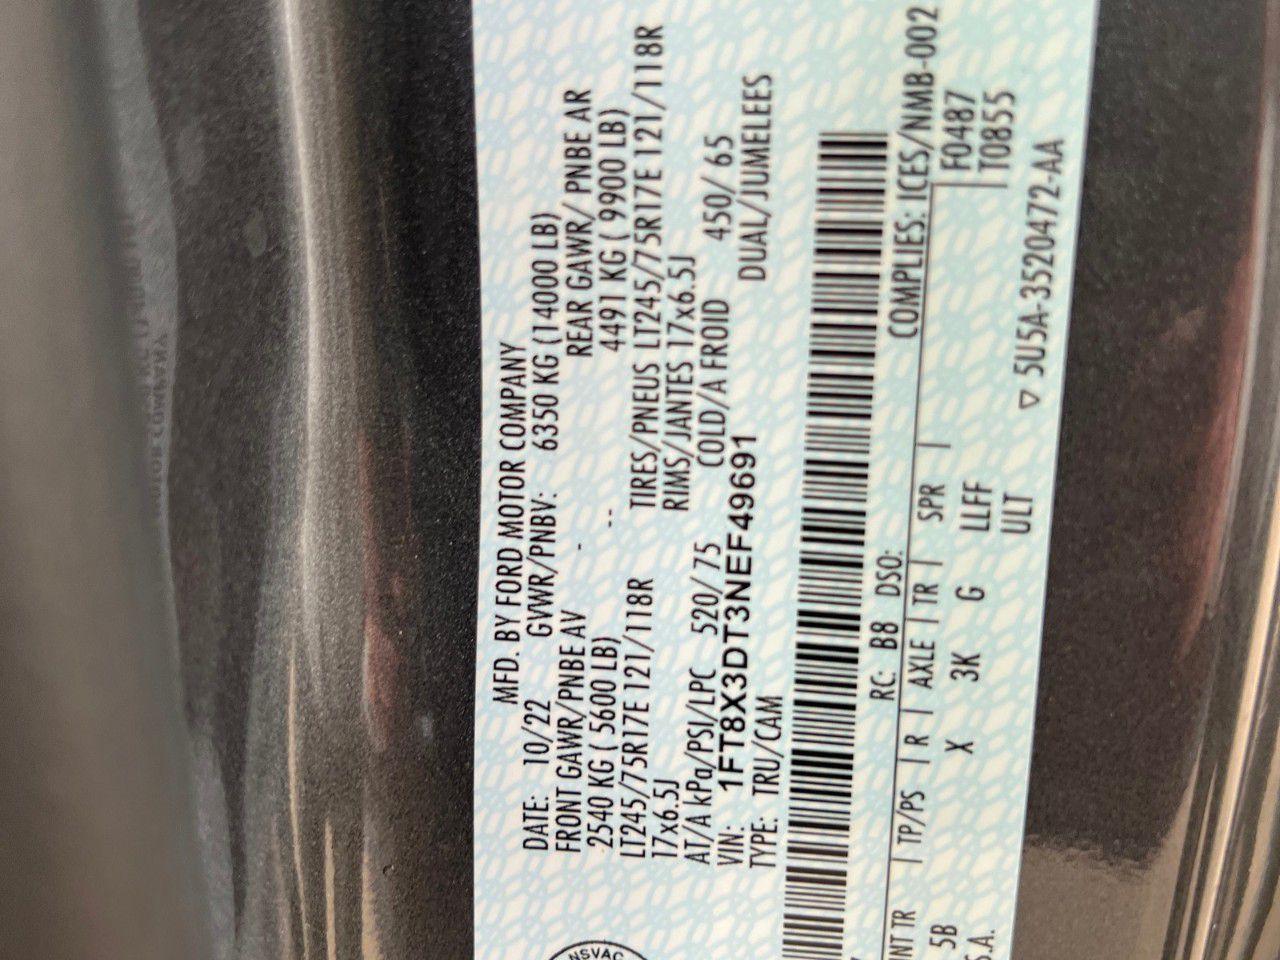 MFD. BY FORD MOTOR COMPANY
DATE: 10/22 GVWR/PNBV: 6350 KG (14000 LB)
FRONT GAWR/PNBE AV - REAR GAWR/ PNBE AR
2540 KG ( 5600 LB) -- 4491 KG ( 9900 LB)
LT245/75R17E 121/118R TIRES/PNEUS LT245/75R17E 121/118R
17x6.5J RIMS/JANTES 17x6.5J
AT/A kPa/PSI/LPC 520/ 75 COLD/A FROID 450/ 65
VIN: 1FT8X3DT3NEF49691 DUAL/JUMELEES
TYPE: TRU/CAM
RC: B8 DSO: COMPLIES: ICES/NMB-002
INT TR | TP/PS | R | AXLE | TR | SPR | F0487
5B X 3K G LLFF T0855
S.A. ULT ▽ 5U5A-3520472-AA
NSVAC